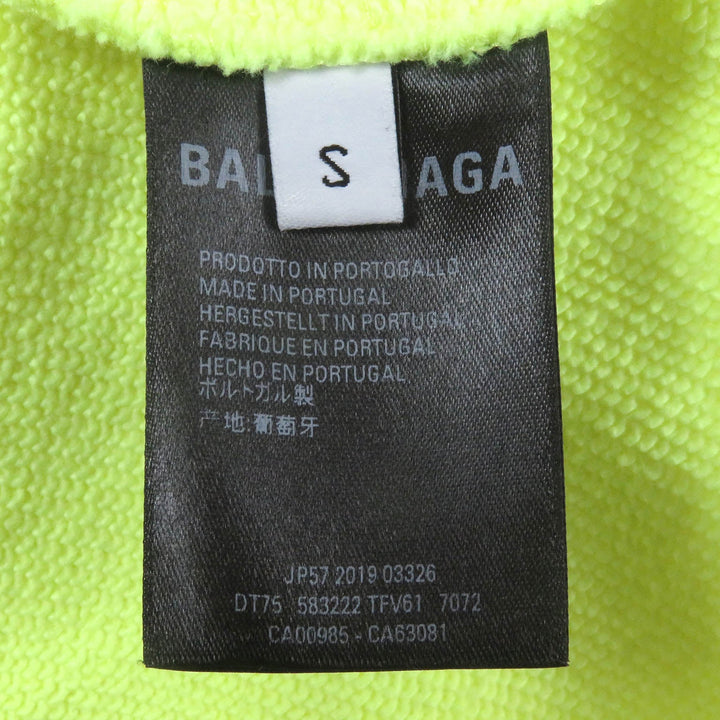 S
BAL AGA
PRODOTTO IN PORTOGALLO
MADE IN PORTUGAL
HERGESTELLT IN PORTUGAL
FABRIQUE EN PORTUGAL
HECHO EN PORTUGAL
ポルトガル製
产地:葡萄牙
JP57 2019 03326
DT75 583222 TFV61 7072
CA00985 - CA63081